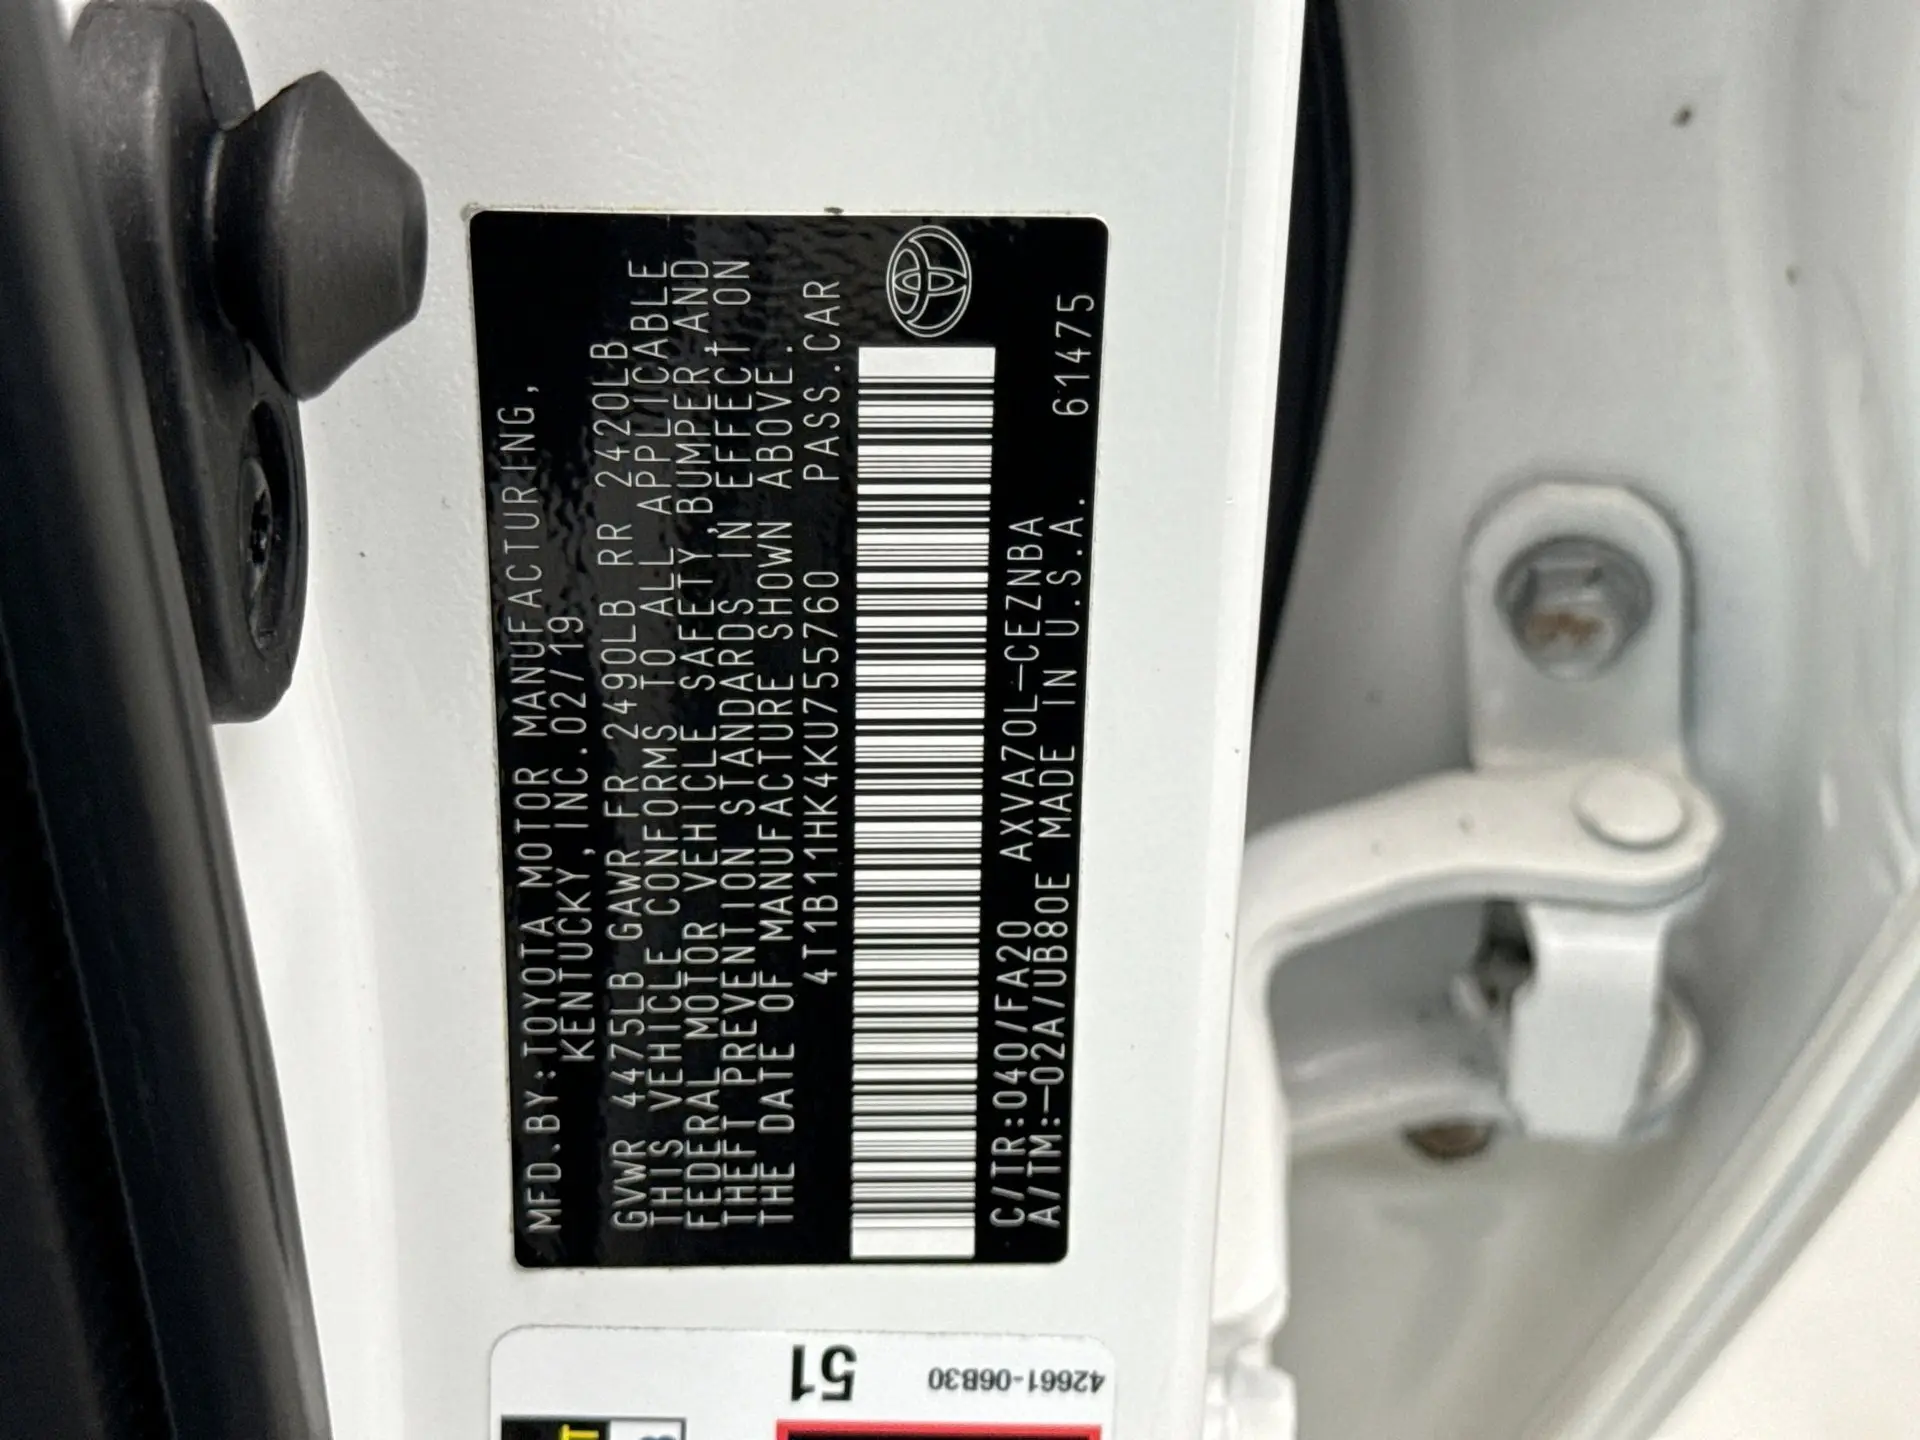 MFD.BY:TOYOTA MOTOR MANUFACTURING,
KENTUCKY,INC.02/19
GVWR 4475LB GAWR FR 2490LB RR 2420LB
THIS VEHICLE CONFORMS TO ALL APPLICABLE
FEDERAL MOTOR VEHICLE SAFETY,BUMPER,AND
THEFT PREVENTION STANDARDS IN EFFECT ON
THE DATE OF MANUFACTURE SHOWN ABOVE.
4T1B11HK4KU755760 PASS.CAR
C/TR:040/FA20 AXVA70L-CEZNBA
A/TM:-02A/UB80E MADE IN U.S.A. 61475
51
42661-06B30